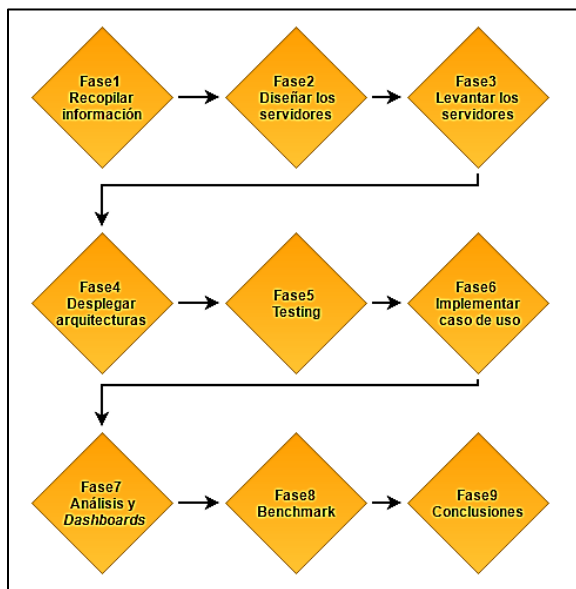 Fase1
Recopilar
información
Fase2
Diseñar los
servidores
Fase3
Levantar los
servidores
Fase4
Desplegar
arquitecturas
Fase5
Testing
Fase6
Implementar
caso de uso
Fase7
Análisis y
Dashboards
Fase8
Benchmark
Fase9
Conclusiones